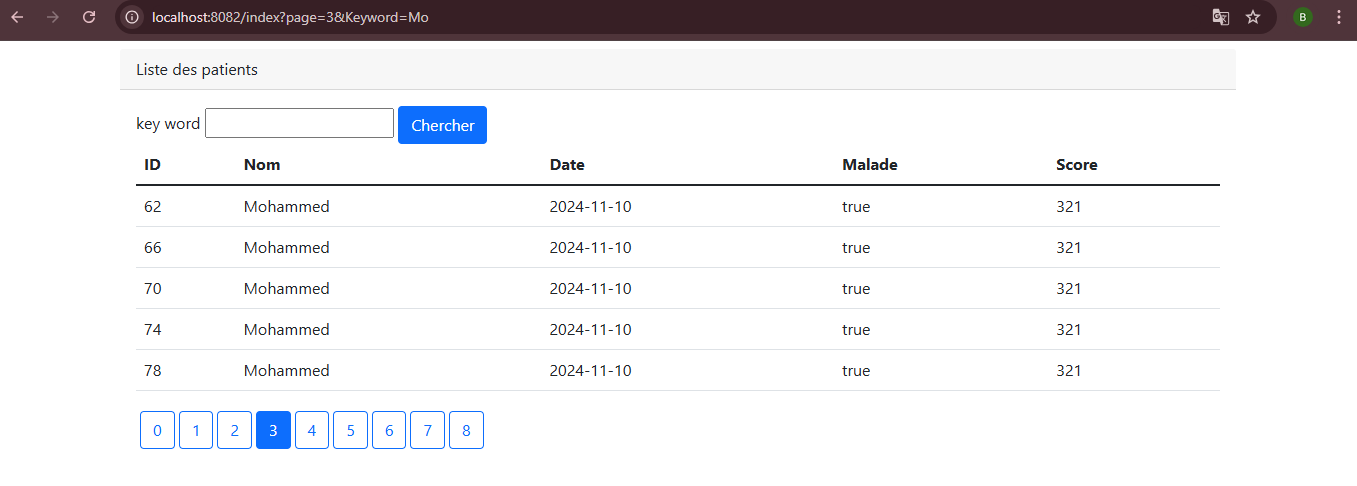 localhost:8082/index?page=3&Keyword=Mo
B
Liste des patients
key word Chercher
ID Nom Date Malade Score
62 Mohammed 2024-11-10 true 321
66 Mohammed 2024-11-10 true 321
70 Mohammed 2024-11-10 true 321
74 Mohammed 2024-11-10 true 321
78 Mohammed 2024-11-10 true 321
0 1 2 3 4 5 6 7 8